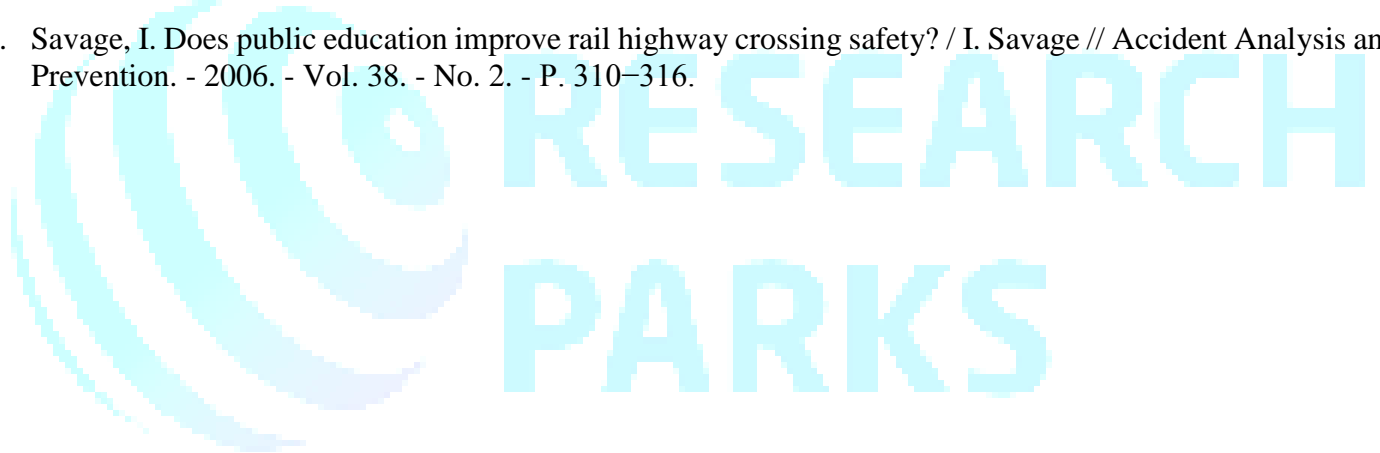 . Savage, I. Does public education improve rail highway crossing safety? / I. Savage // Accident Analysis an
Prevention. - 2006. - Vol. 38. - No. 2. - P. 310−316.
RESEARCH
PARKS